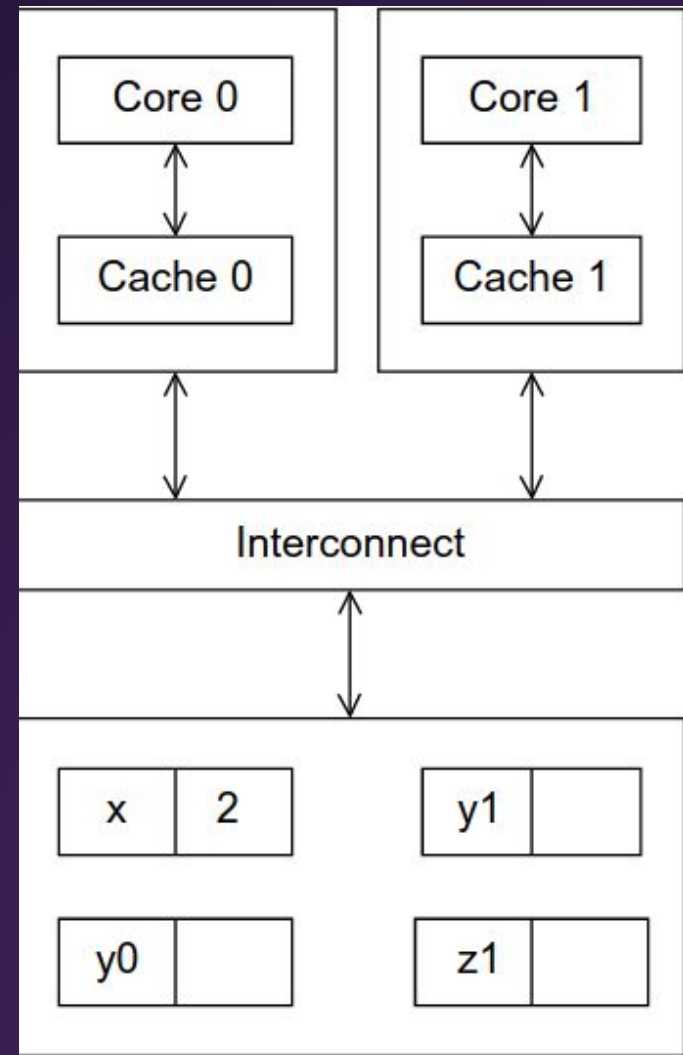 Core 0
Core 1
Cache 0
Cache 1
Interconnect
x 2
y1
y0
z1